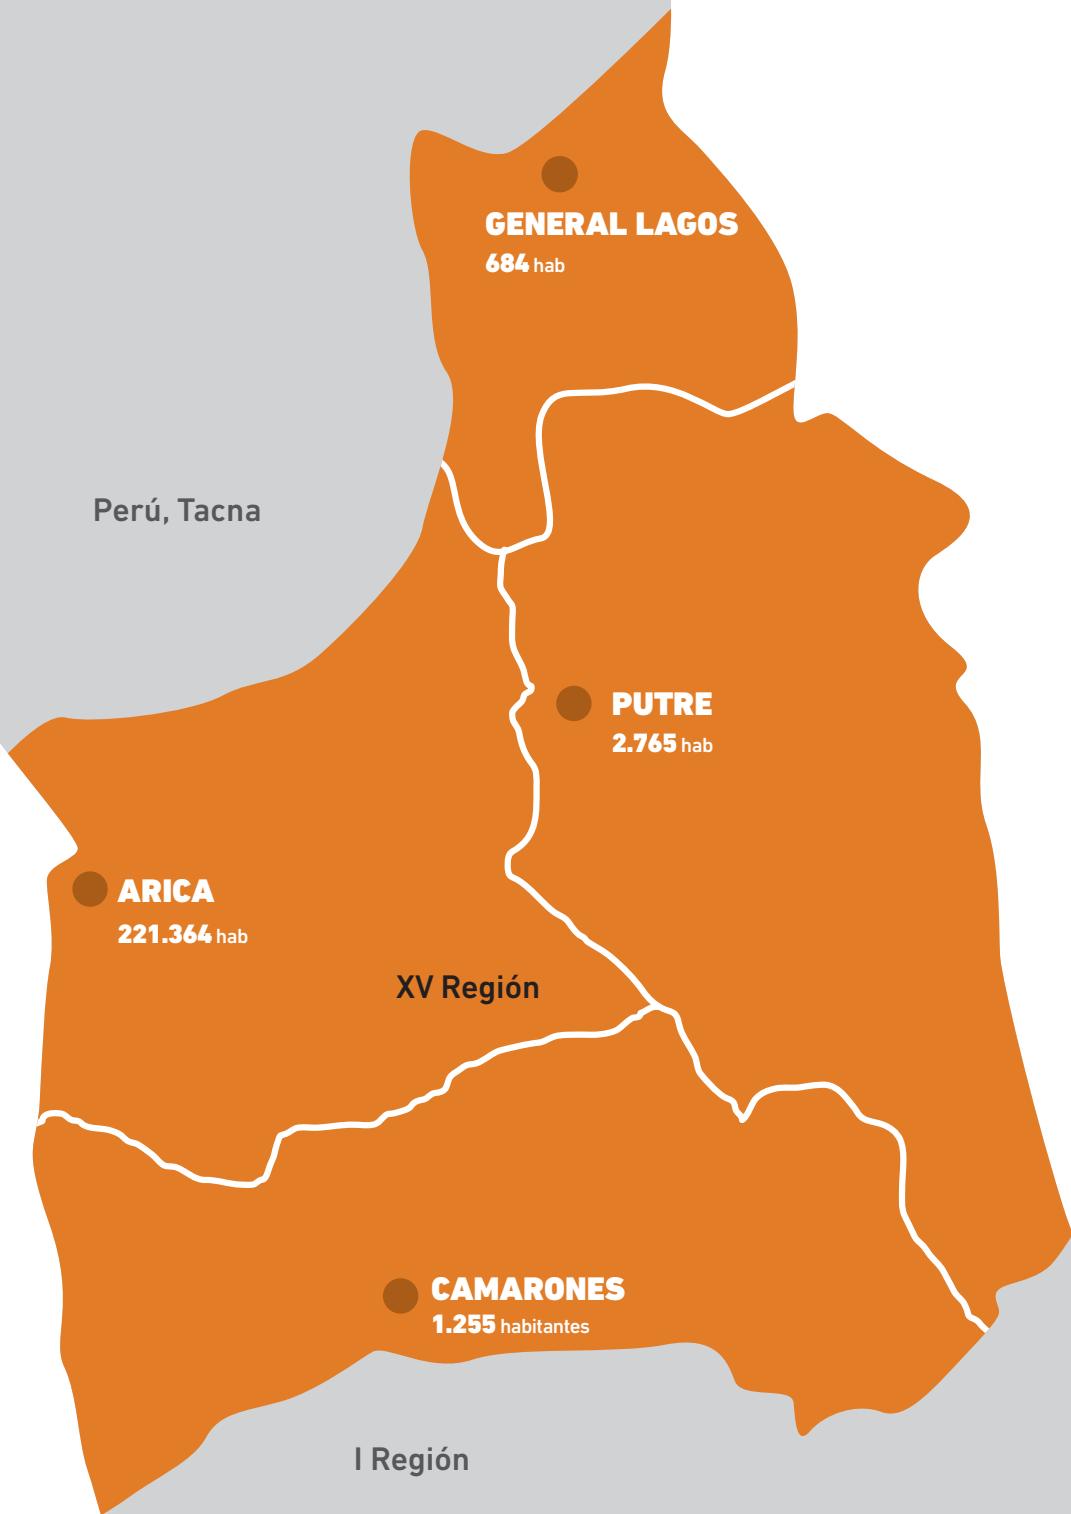 GENERAL LAGOS
684 hab
Perú, Tacna
PUTRE
2.765 hab
ARICA
221.364 hab
XV Región
CAMARONES
1.255 habitantes
I Región